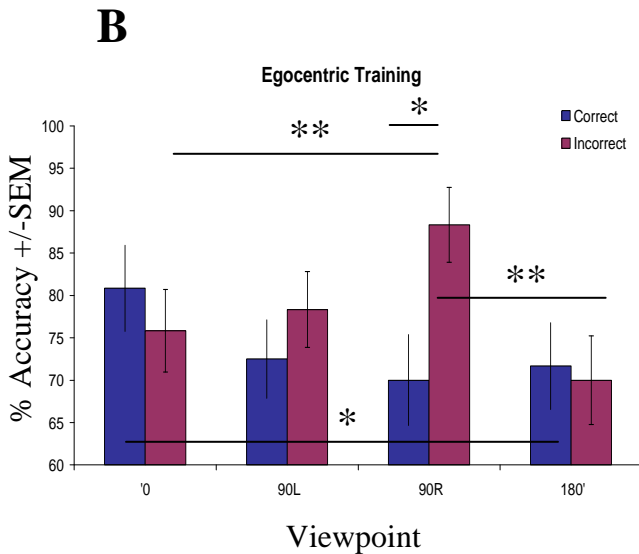 B
Egocentric Training
% Accuracy +/-SEM
100
95
90
85
80
75
70
65
60
**
*
**
*
Correct
Incorrect
'0
90L
90R
180'
Viewpoint